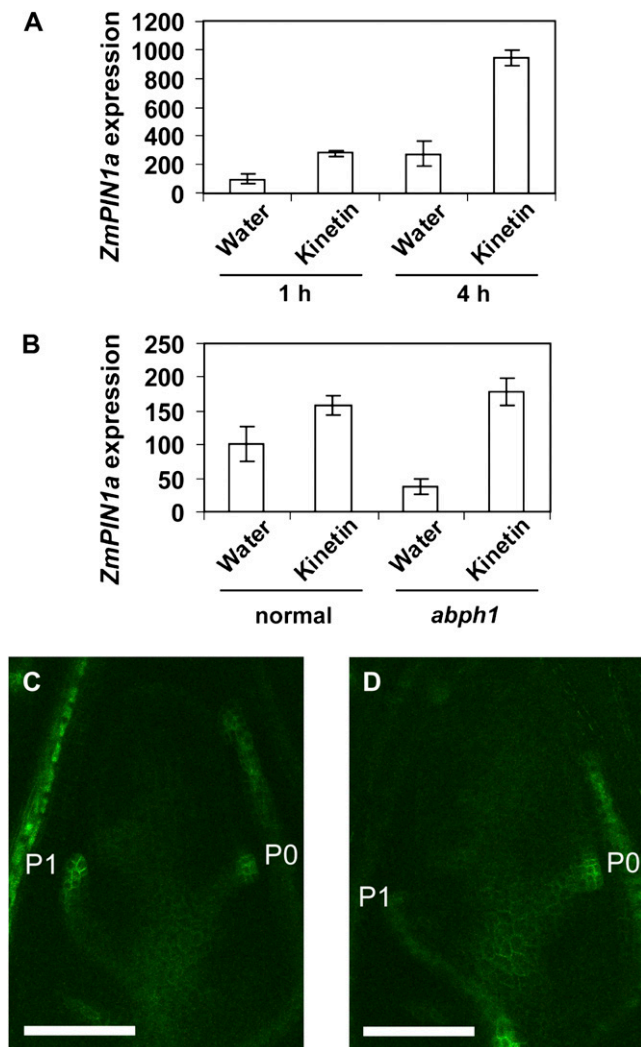 A
ZmPIN1a expression
1200
1000
800
600
400
200
0
Water
Kinetin
Water
Kinetin
1 h
4 h
B
ZmPIN1a expression
250
200
150
100
50
0
Water
Kinetin
Water
Kinetin
normal
abph1
C
P1
P0
D
P1
P0